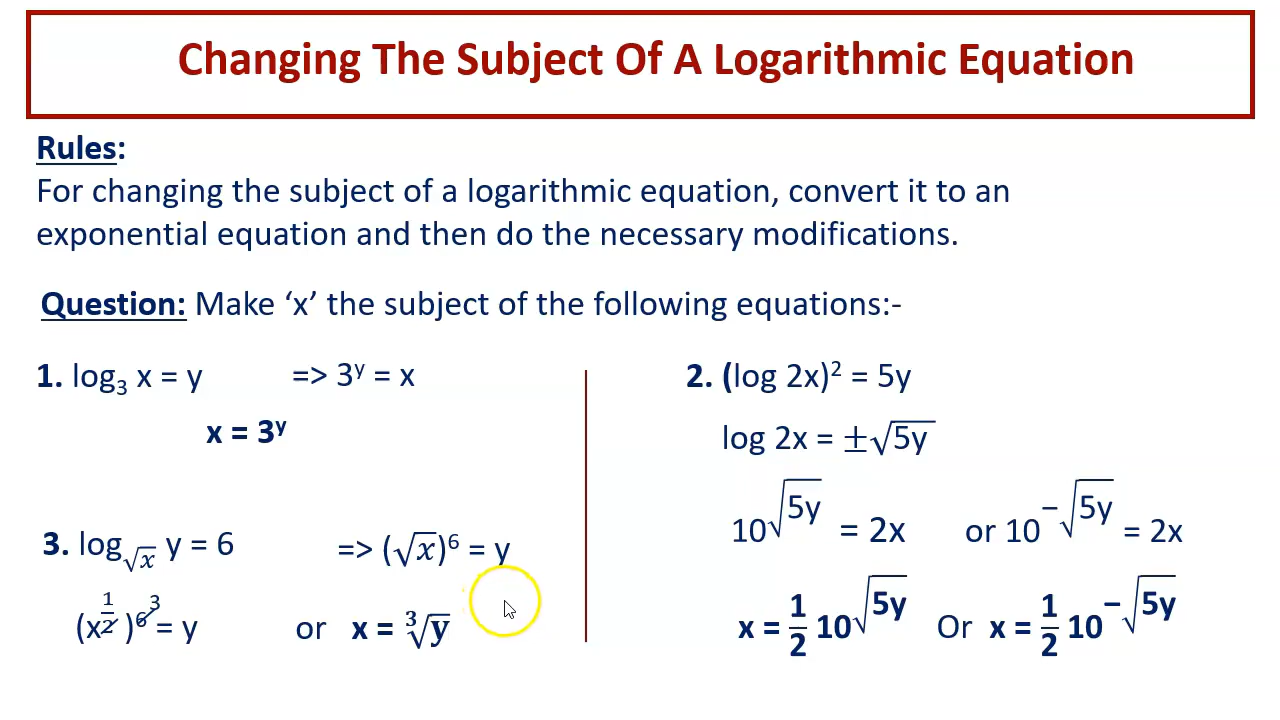 Changing The Subject Of A Logarithmic Equation
Rules:
For changing the subject of a logarithmic equation, convert it to an
exponential equation and then do the necessary modifications.
Question: Make ‘x’ the subject of the following equations:-
1. log₃ x = y => 3ʸ = x
x = 3ʸ
2. (log 2x)² = 5y
log 2x = ±√5y
10^√5y = 2x or 10^−√5y = 2x
x = 1/2 10^√5y Or x = 1/2 10^−√5y
3. log_√x y = 6 => (√x)⁶ = y
(x^1/2)^6 3 = y or x = ³√y